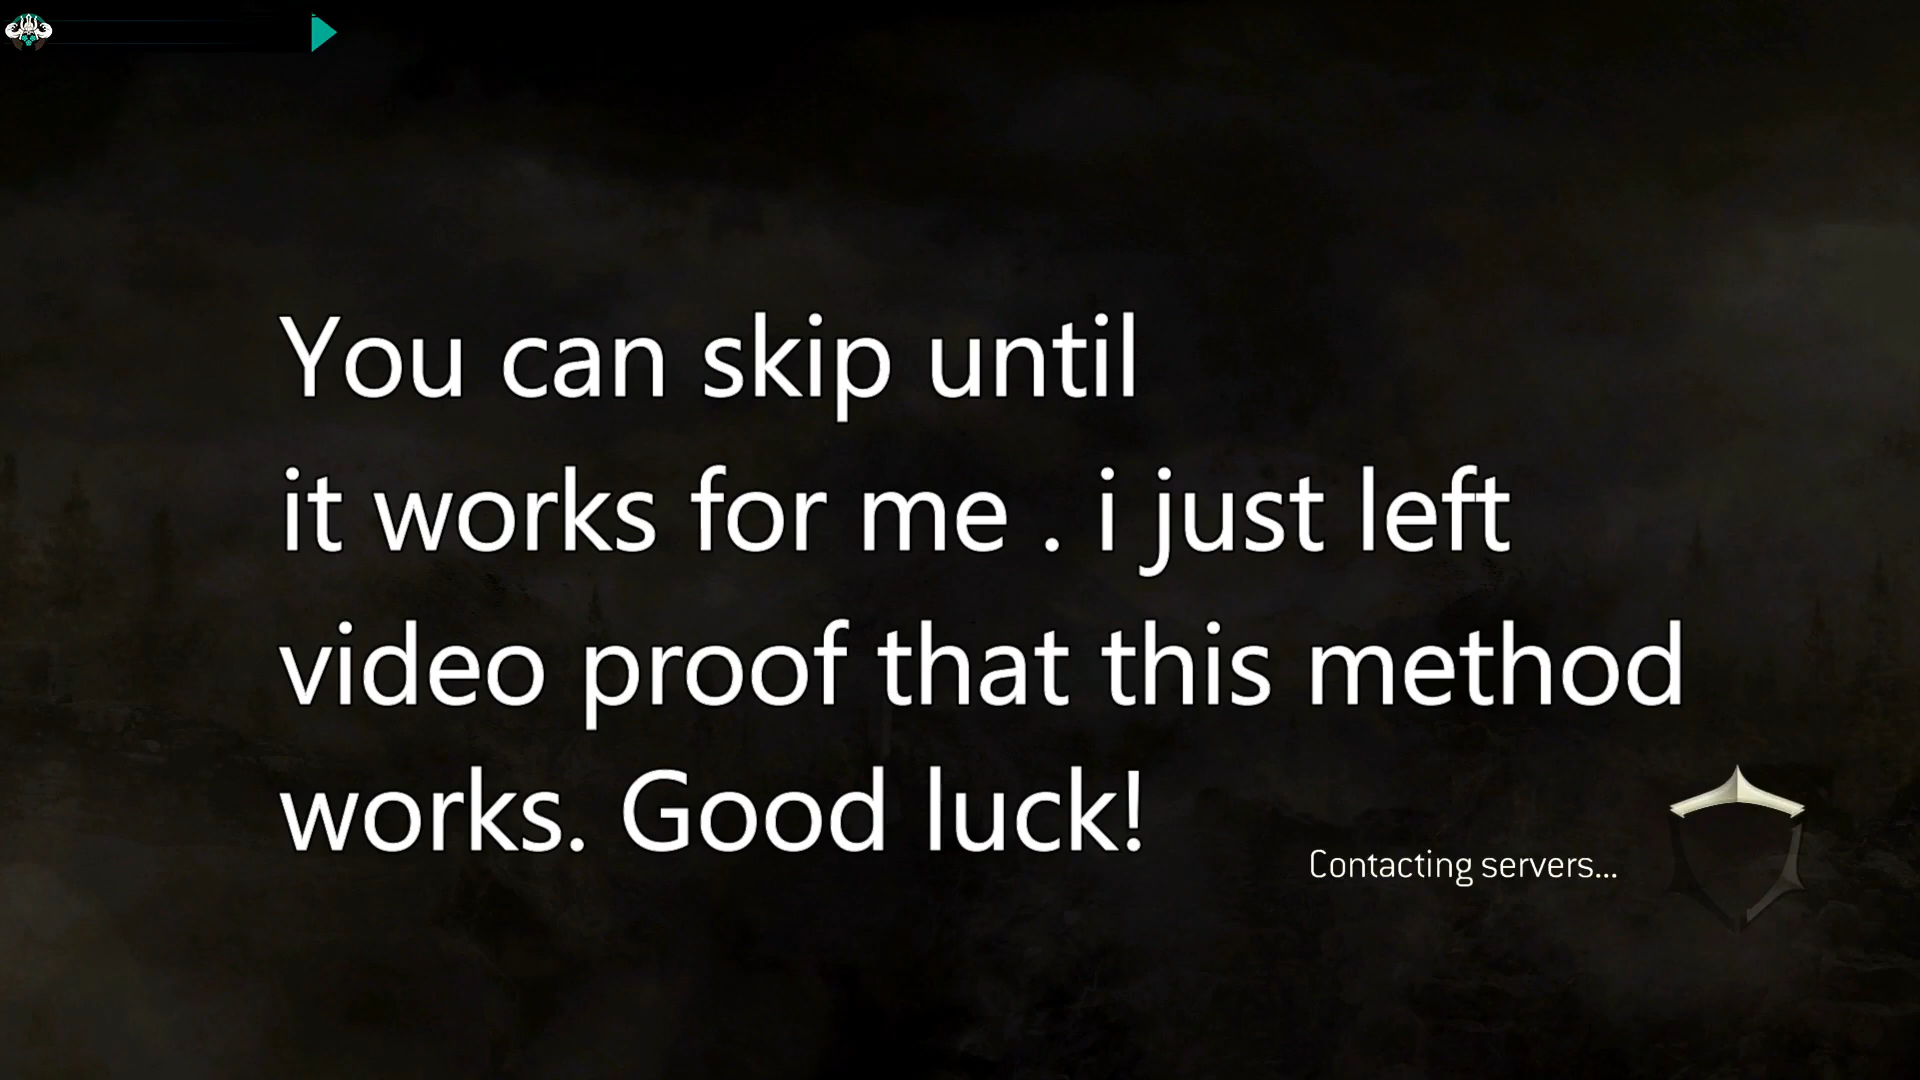 You can skip until
it works for me . i just left
video proof that this method
works. Good luck!
Contacting servers...